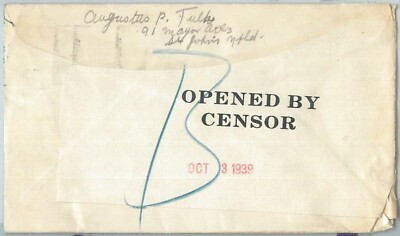 Augustus P. Fulk
91 Mayor Ave
St John's Nfld.
B
OPENED BY
CENSOR
OCT 3 1939